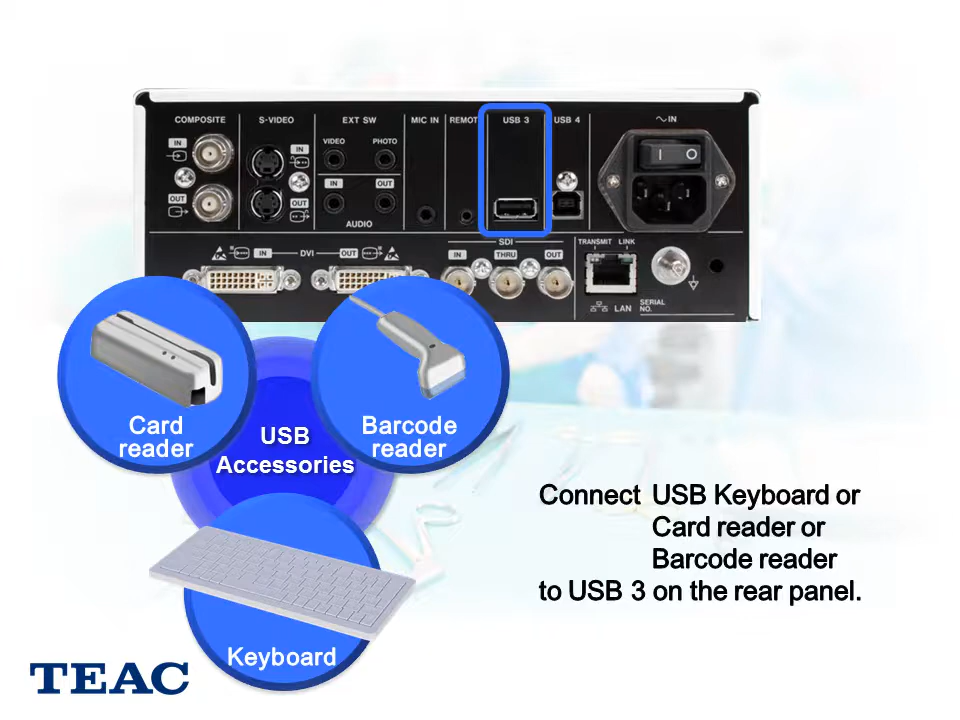 COMPOSITE
S-VIDEO
EXT SW
MIC IN
REMOT
USB 3
USB 4
IN
VIDEO
PHOTO
IN
IN
I O
IN
OUT
OUT
OUT
AUDIO
IN
DVI
OUT
SDI
IN
THRU
OUT
TRANSMIT LINK
LAN
SERIAL
NO.
Card
reader
Barcode
reader
USB
Accessories
Keyboard
Connect USB Keyboard or
Card reader or
Barcode reader
to USB 3 on the rear panel.
TEAC